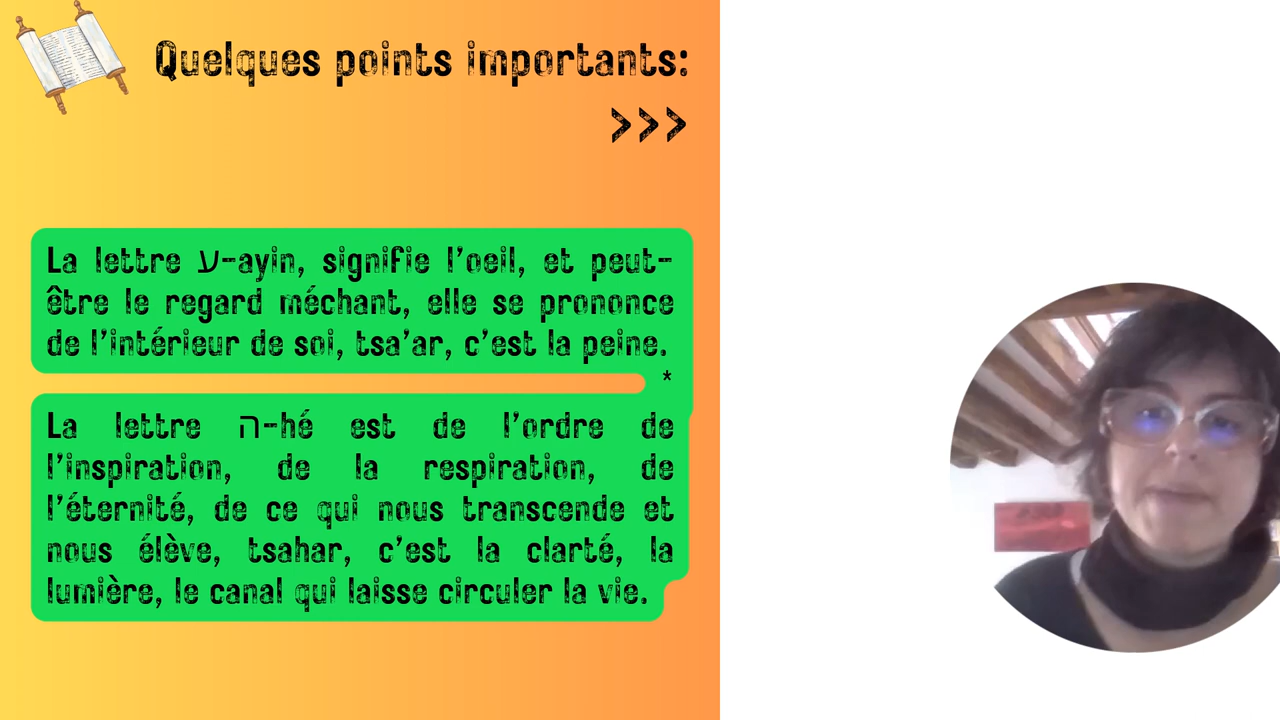 Quelques points importants:
>>>
La lettre ע-ayin, signifie l'oeil, et peut-
être le regard méchant, elle se prononce
de l'intérieur de soi, tsa'ar, c'est la peine.
*
La lettre ה-hé est de l'ordre de
l'inspiration, de la respiration, de
l'éternité, de ce qui nous transcende et
nous élève, tsahar, c'est la clarté, la
lumière, le canal qui laisse circuler la vie.